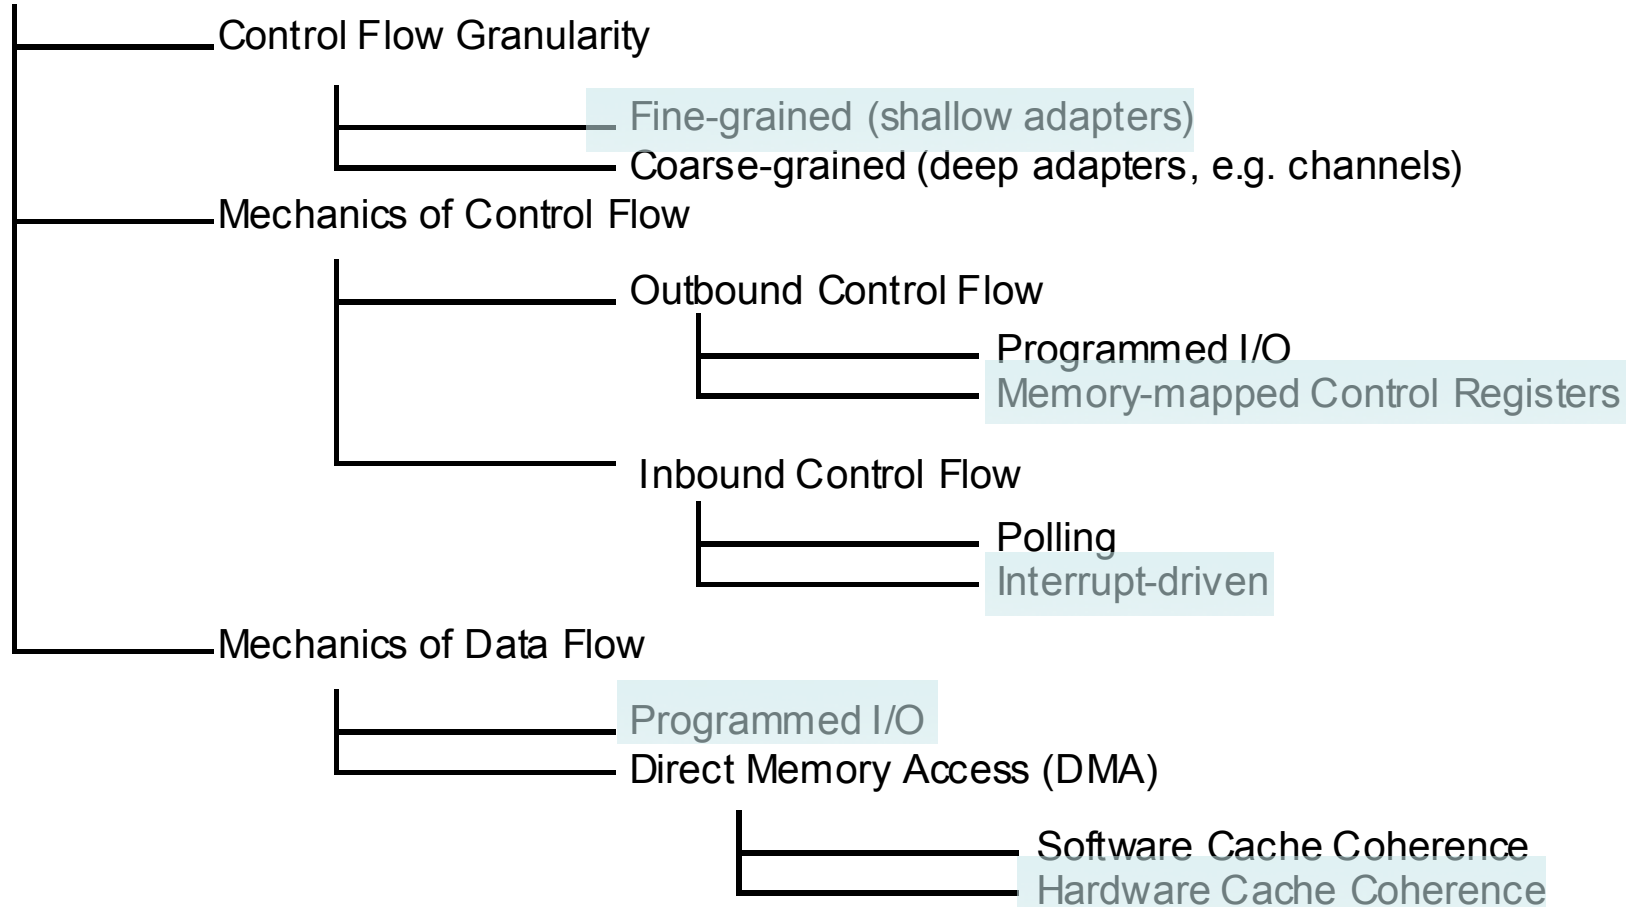 Control Flow Granularity
Fine-grained (shallow adapters)
Coarse-grained (deep adapters, e.g. channels)
Mechanics of Control Flow
Outbound Control Flow
Programmed I/O
Memory-mapped Control Registers
Inbound Control Flow
Polling
Interrupt-driven
Mechanics of Data Flow
Programmed I/O
Direct Memory Access (DMA)
Software Cache Coherence
Hardware Cache Coherence